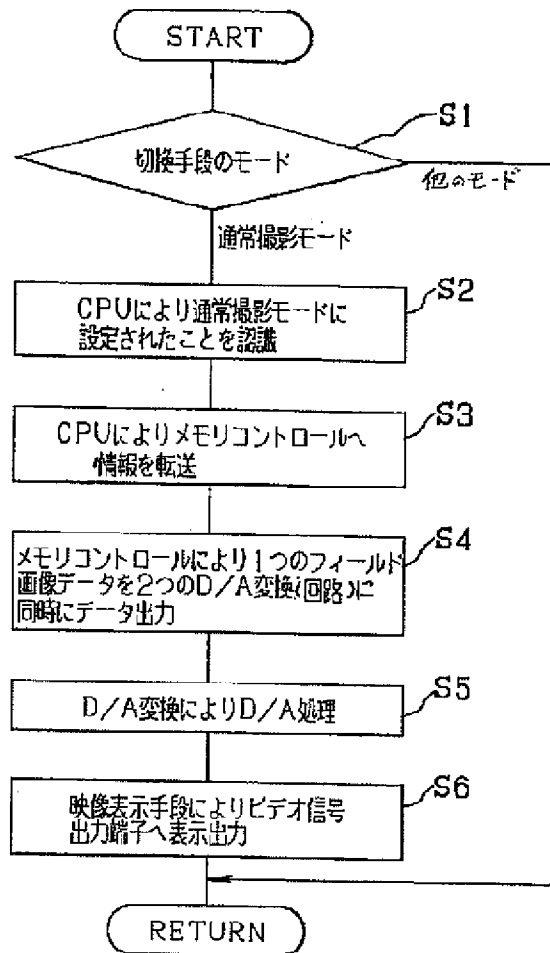 START
S1
切換手段のモード
他のモード
通常撮影モード
S2
CPUにより通常撮影モードに
設定されたことを認識
S3
CPUによりメモリコントロールへ
情報を転送
S4
メモリコントロールにより1つのフィールド
画像データを2つのD/A変換(回路)に
同時にデータ出力
S5
D/A変換によりD/A処理
S6
映像表示手段によりビデオ信号
出力端子へ表示出力
RETURN